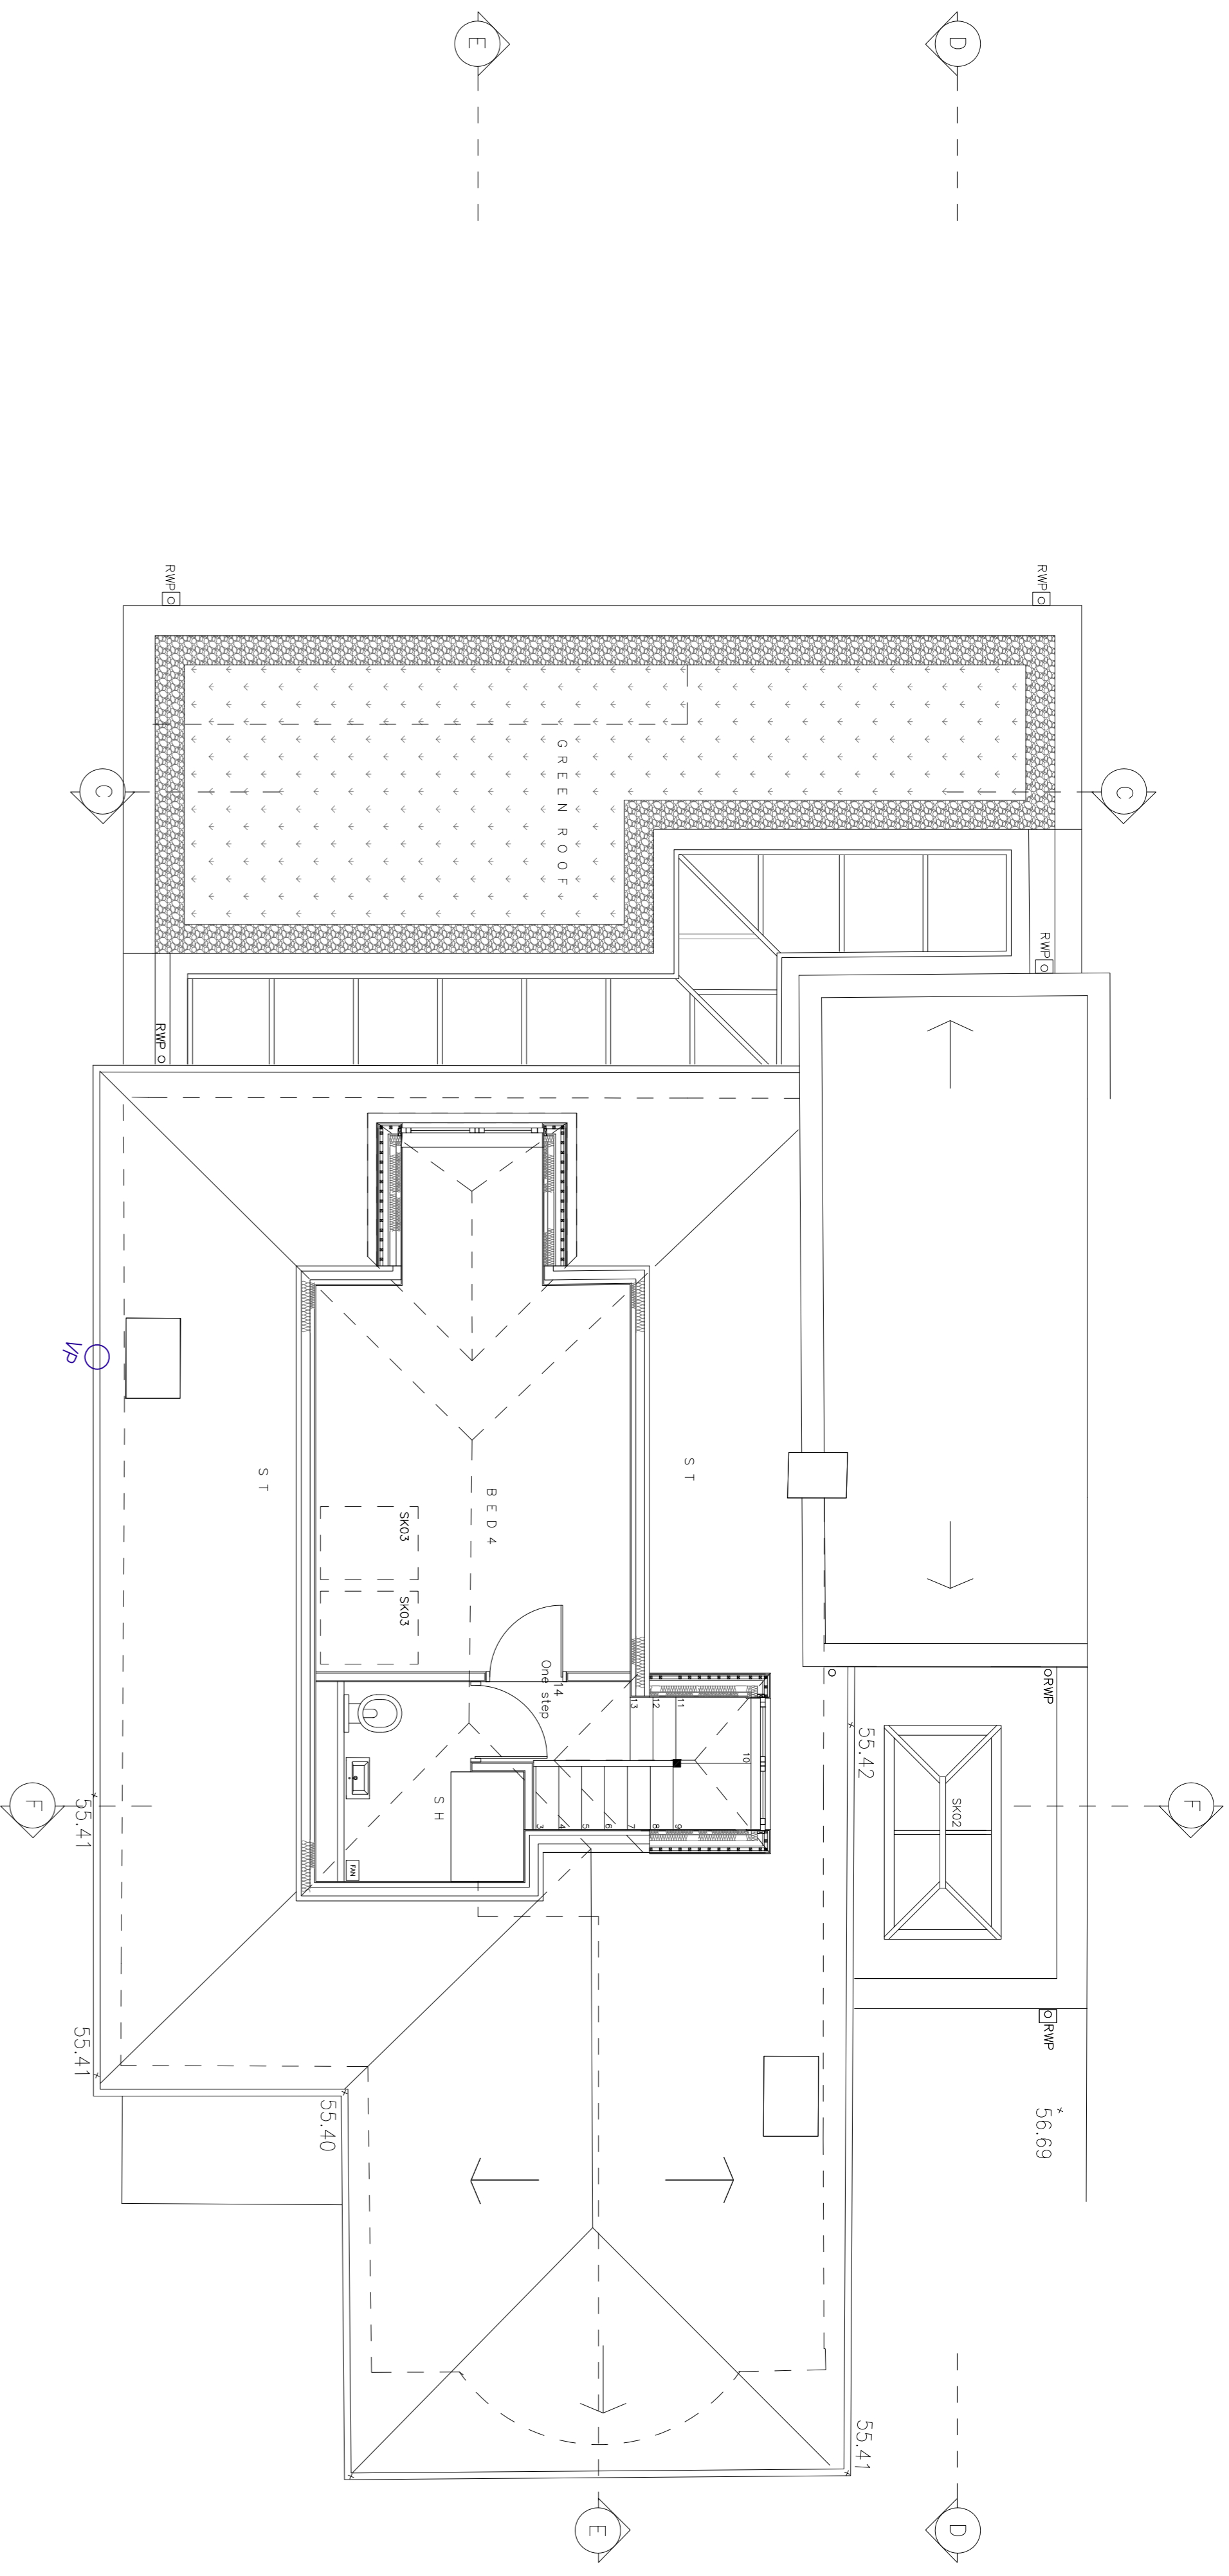 E
D
RWP
RWP
C
C
GREEN ROOF
RWP
RWP
VP
ST
ST
BED 4
SK03
SK03
14
One step
13
12
11
10
3
4
5
6
7
8
9
SH
FAN
RWP
55.42
SK02
F
F
55.41
RWP
55.41
55.40
56.69
55.41
E
D